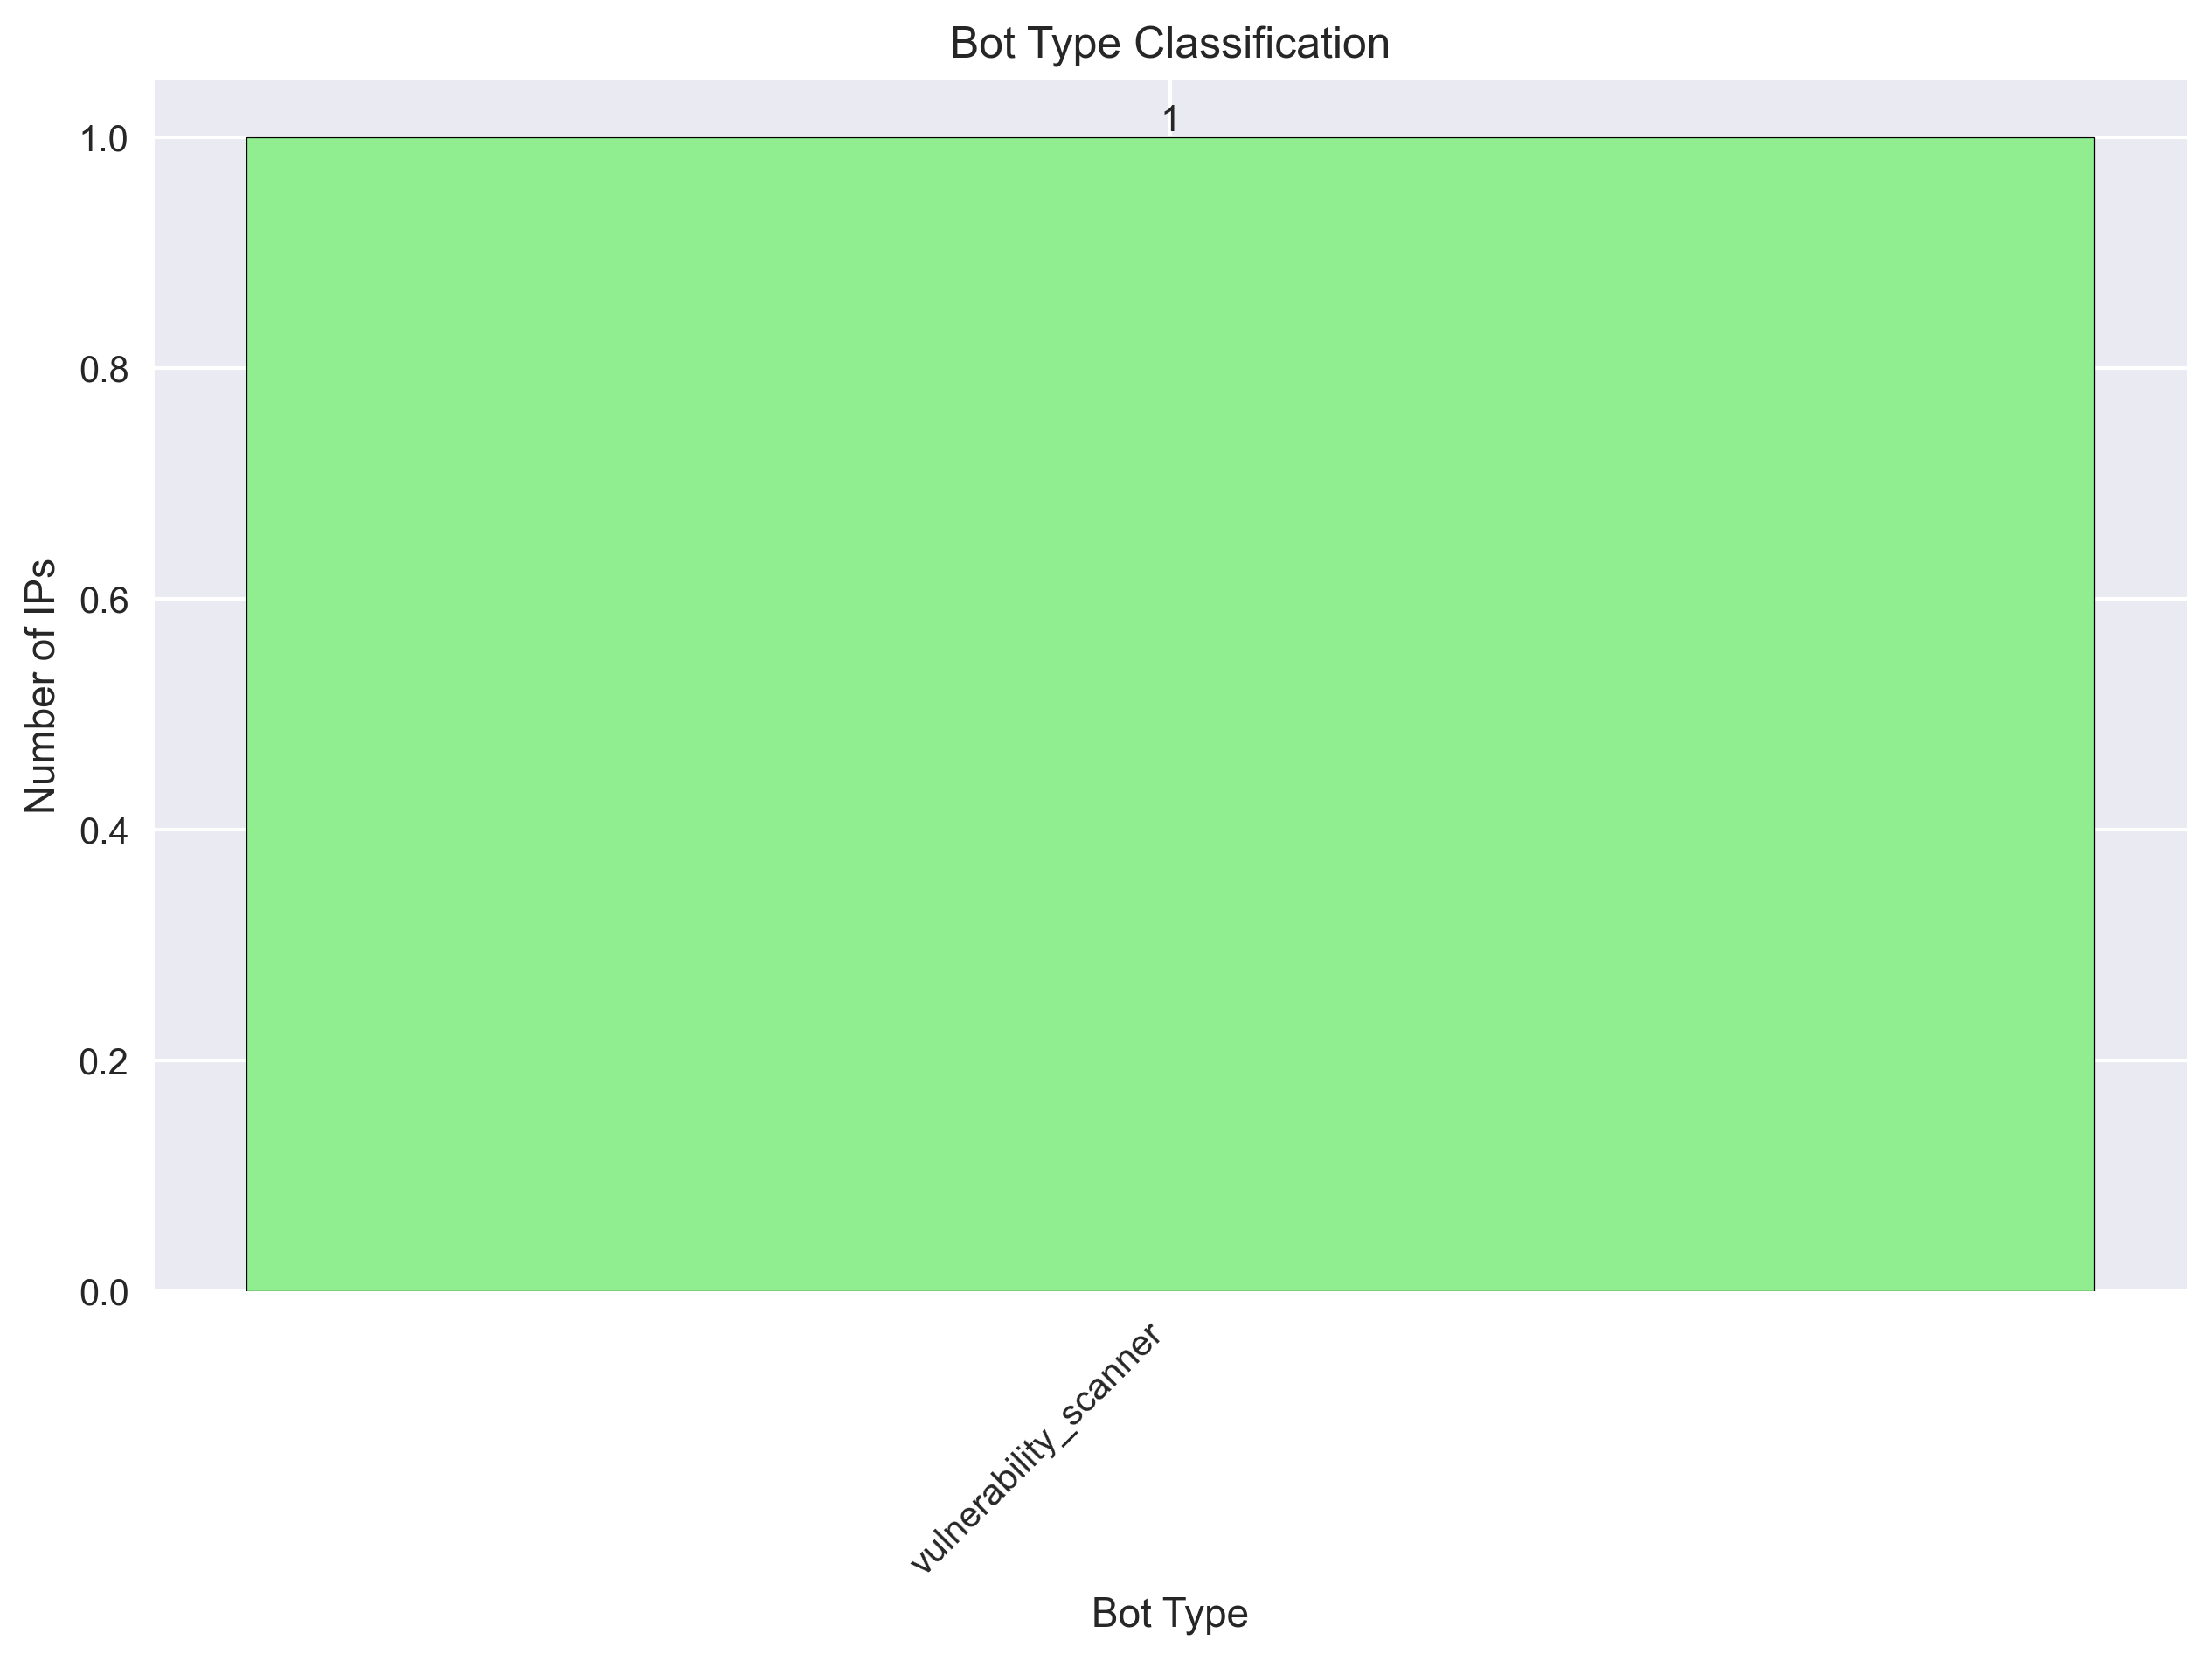 Bot Type Classification
1
1.0
0.8
0.6
0.4
0.2
0.0
Number of IPs
vulnerability_scanner
Bot Type